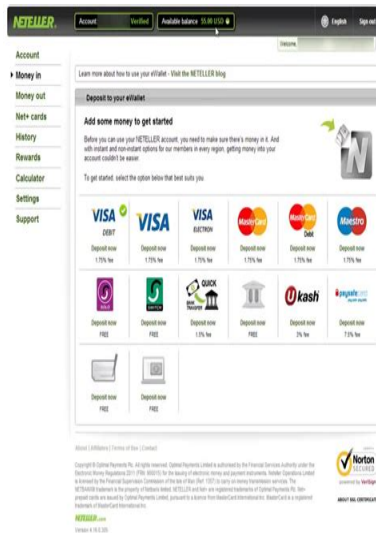 NETELLER.
Account Verified
Available balance 55.00 USD
English
Sign out
Welcome,
Account
Money in
Money out
Net+ cards
History
Rewards
Calculator
Settings
Support
Learn more about how to use your eWallet - Visit the NETELLER blog
Deposit to your eWallet
Add some money to get started
Before you can use your NETELLER account, you need to make sure there's money in it. And
with instant and non-instant options for our members in every region, getting money into your
account couldn't be easier.
To get started, select the option below that best suits you.
VISA VISA VISA MasterCard MasterCard Maestro
DEBIT ELECTRON Debit
Deposit now Deposit now Deposit now Deposit now Deposit now Deposit now
1.75% fee 1.75% fee 1.75% fee 1.75% fee 1.75% fee 1.75% fee
SOLO SWITCH QUICK BANK TRANSFER Ukash paysafecard
Deposit now Deposit now Deposit now Deposit now Deposit now Deposit now
FREE FREE 1.5% fee FREE 3% fee
Deposit now Deposit now
FREE FREE
About | Affiliates | Terms of Use | Contact
Norton
SECURED
powered by VeriSign
ABOUT SSL CERTIFICATES
NETELLER.com